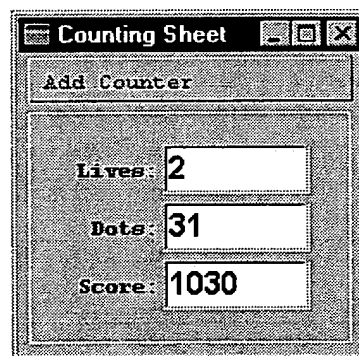 Counting Sheet
Add Counter
Lives: 2
Dots: 31
Score: 1030